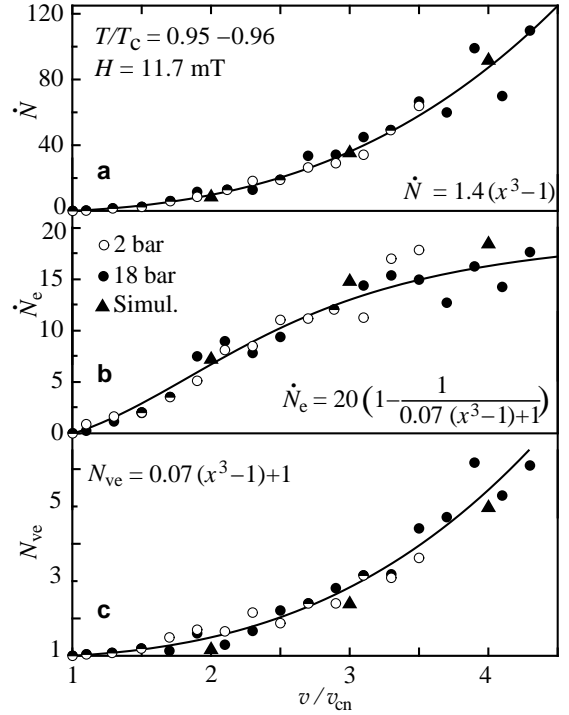 120
80
40
0
Ṅ
T/Tc = 0.95 –0.96
H = 11.7 mT
a
Ṅ = 1.4 (x³–1)
20
15
10
5
0
Ṅe
2 bar
18 bar
Simul.
b
Ṅe = 20 (1– 1 / 0.07 (x³–1)+1 )
5
3
1
Nve
Nve = 0.07 (x³–1)+1
c
1 2 3 4
v/vcn